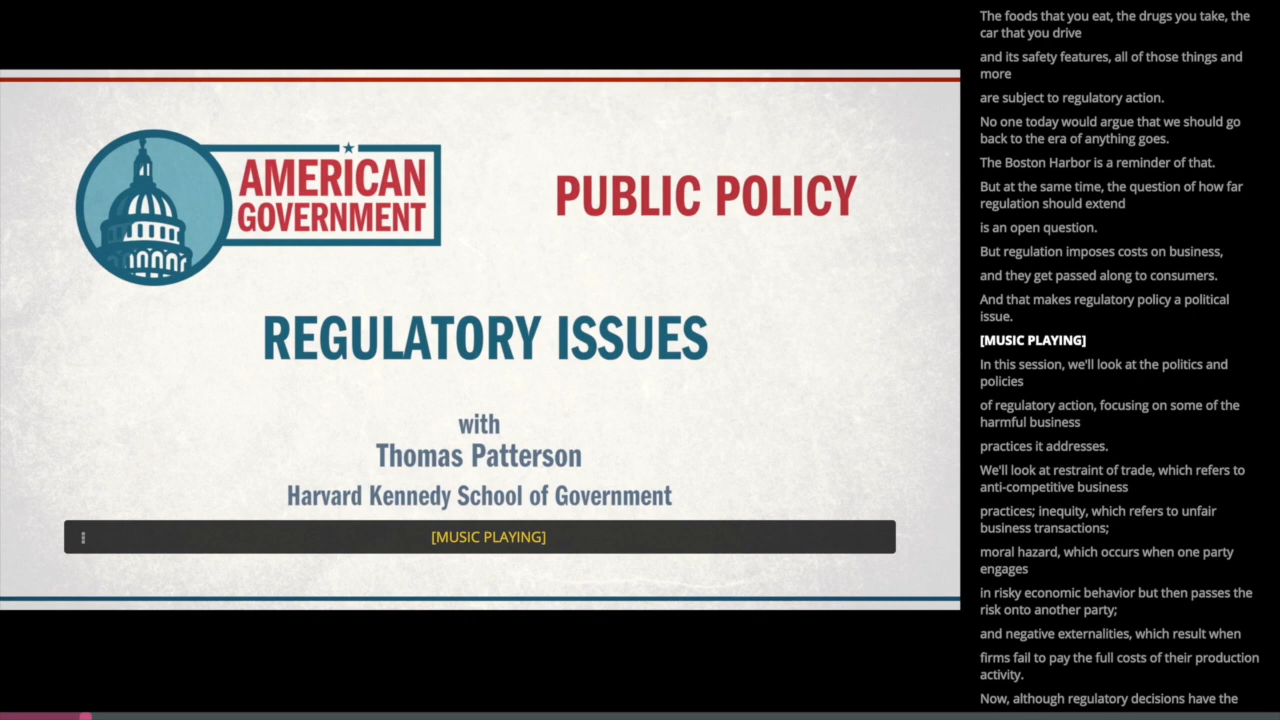 AMERICAN
GOVERNMENT
PUBLIC POLICY
REGULATORY ISSUES
with
Thomas Patterson
Harvard Kennedy School of Government
[MUSIC PLAYING]
The foods that you eat, the drugs you take, the
car that you drive
and its safety features, all of those things and
more
are subject to regulatory action.
No one today would argue that we should go
back to the era of anything goes.
The Boston Harbor is a reminder of that.
But at the same time, the question of how far
regulation should extend
is an open question.
But regulation imposes costs on business,
and they get passed along to consumers.
And that makes regulatory policy a political
issue.
[MUSIC PLAYING]
In this session, we'll look at the politics and
policies
of regulatory action, focusing on some of the
harmful business
practices it addresses.
We'll look at restraint of trade, which refers to
anti-competitive business
practices; inequity, which refers to unfair
business transactions;
moral hazard, which occurs when one party
engages
in risky economic behavior but then passes the
risk onto another party;
and negative externalities, which result when
firms fail to pay the full costs of their production
activity.
Now, although regulatory decisions have the